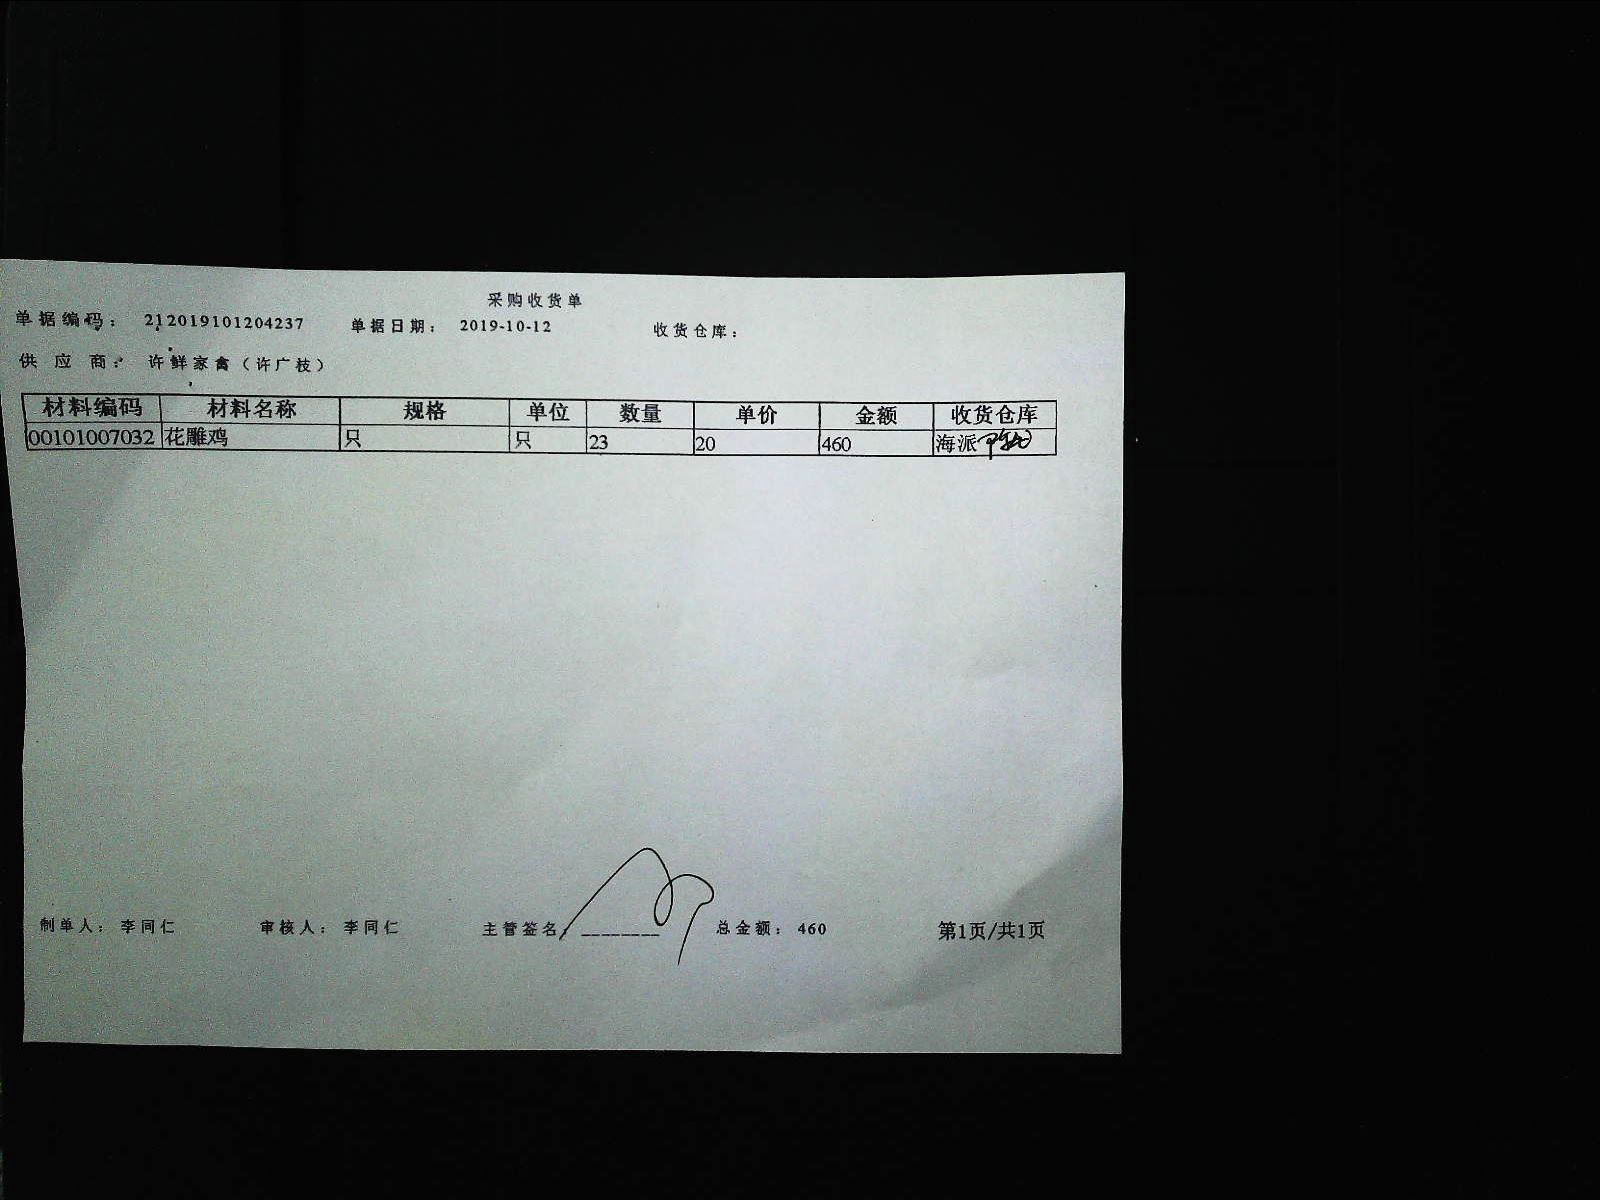 采购收货单
单据编码： 212019101204237 单据日期： 2019-10-12 收货仓库：
供应商： 许鲜家禽（许广枝）
材料编码 材料名称 规格 单位 数量 单价 金额 收货仓库
00101007032 花雕鸡 只 只 23 20 460 海派
制单人： 李同仁 审核人： 李同仁 主管签名： ________ 总金额： 460 第1页/共1页